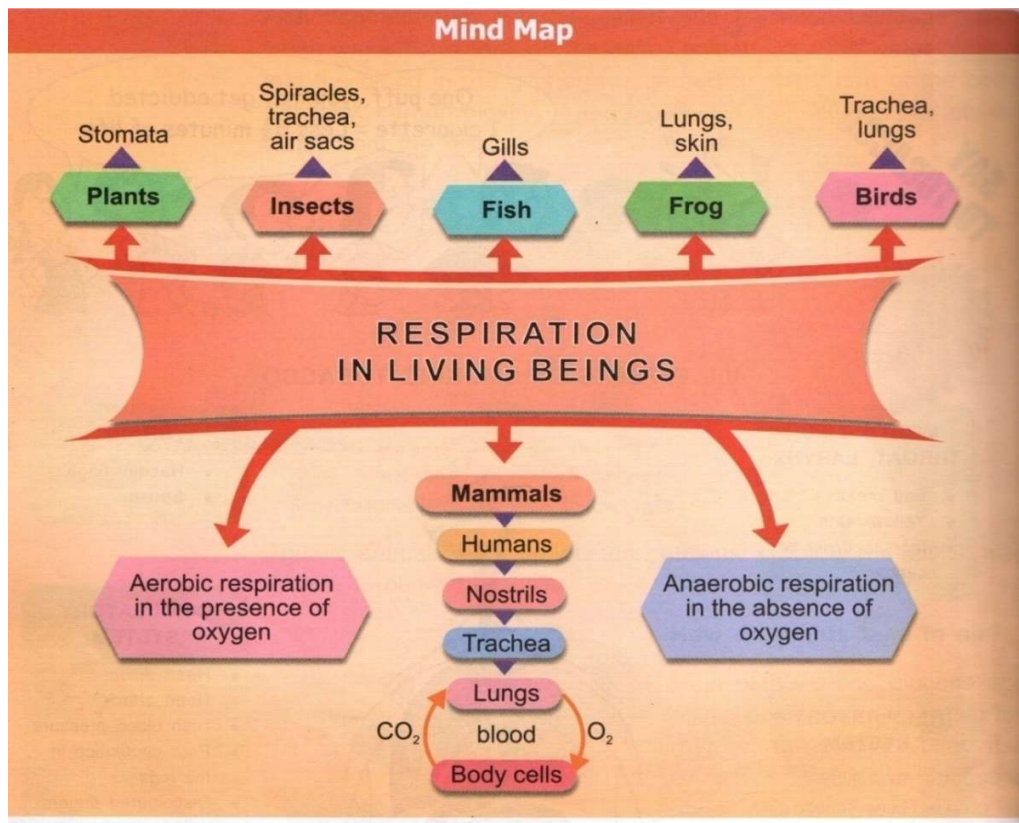 Mind Map
Stomata
Plants
Spiracles,
trachea,
air sacs
Insects
Gills
Fish
Lungs,
skin
Frog
Trachea,
lungs
Birds
RESPIRATION
IN LIVING BEINGS
Aerobic respiration
in the presence of
oxygen
Mammals
Humans
Nostrils
Trachea
Lungs
CO₂
blood
O₂
Body cells
Anaerobic respiration
in the absence of
oxygen